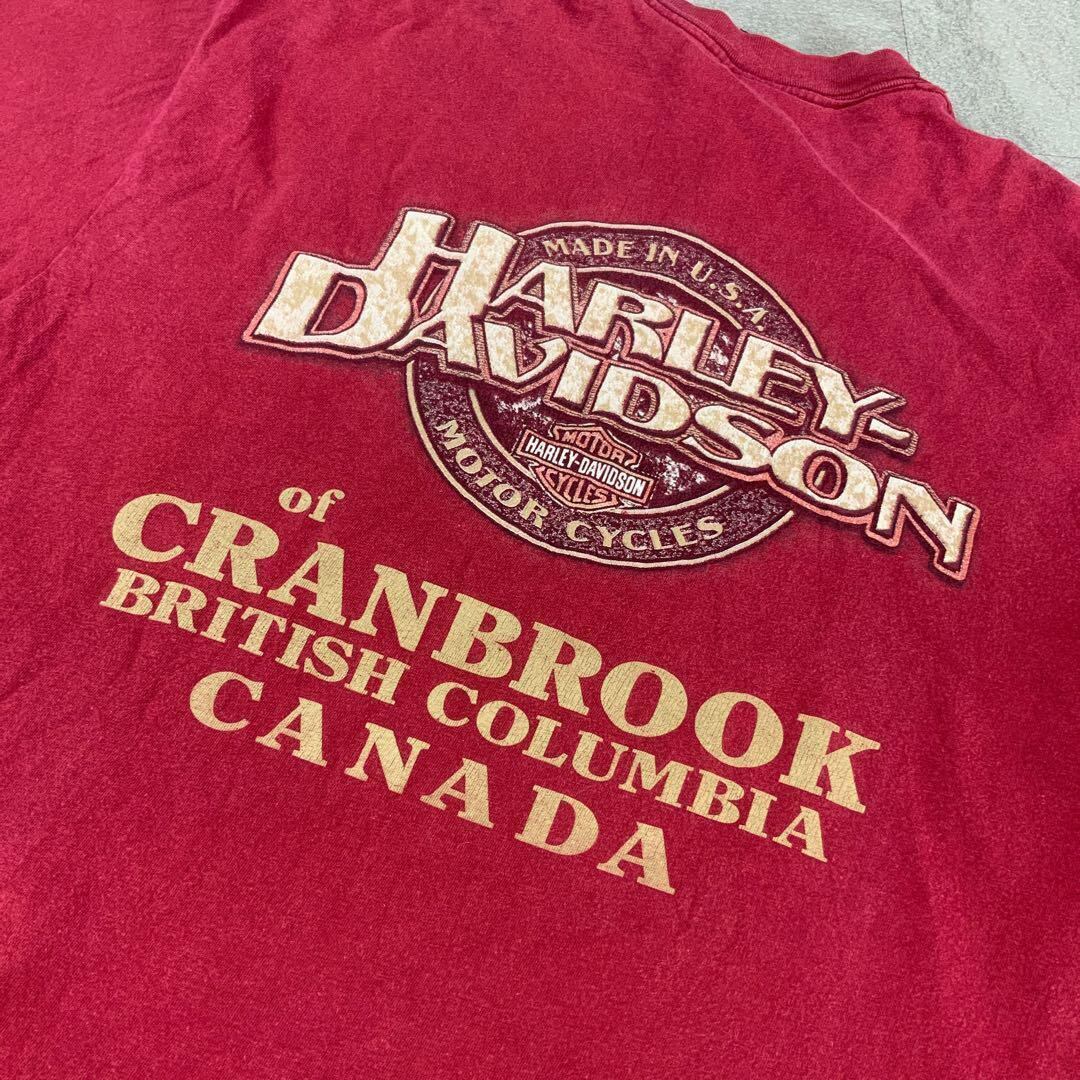 MADE IN U.S.A.
HARLEY-
DAVIDSON
MOTOR
HARLEY-DAVIDSON
CYCLES
MOTOR CYCLES
of
CRANBROOK
BRITISH COLUMBIA
CANADA